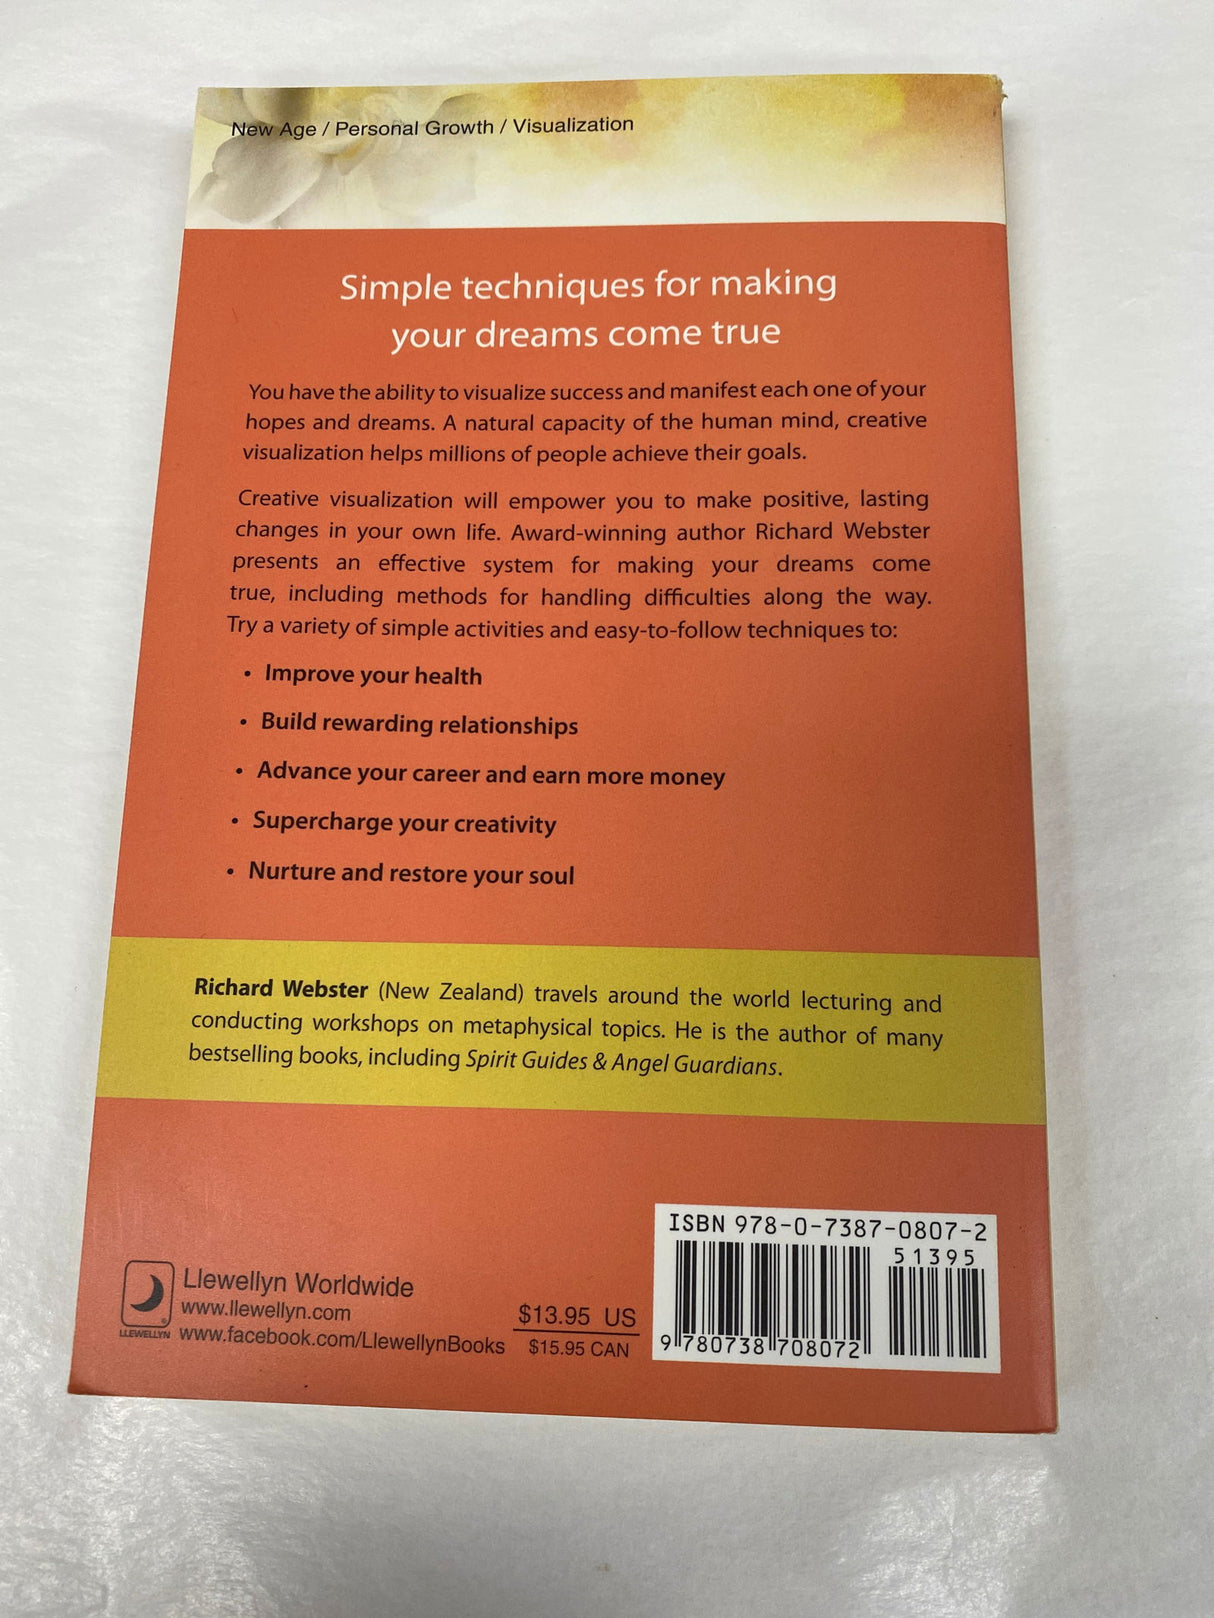 New Age / Personal Growth / Visualization
Simple techniques for making
your dreams come true
You have the ability to visualize success and manifest each one of your
hopes and dreams. A natural capacity of the human mind, creative
visualization helps millions of people achieve their goals.
Creative visualization will empower you to make positive, lasting
changes in your own life. Award-winning author Richard Webster
presents an effective system for making your dreams come
true, including methods for handling difficulties along the way.
Try a variety of simple activities and easy-to-follow techniques to:
• Improve your health
• Build rewarding relationships
• Advance your career and earn more money
• Supercharge your creativity
• Nurture and restore your soul
Richard Webster (New Zealand) travels around the world lecturing and
conducting workshops on metaphysical topics. He is the author of many
bestselling books, including Spirit Guides & Angel Guardians.
LLEWELLYN
®
Llewellyn Worldwide
www.llewellyn.com
www.facebook.com/LlewellynBooks
$13.95 US
$15.95 CAN
ISBN 978-0-7387-0807-2
51395
9 780738 708072